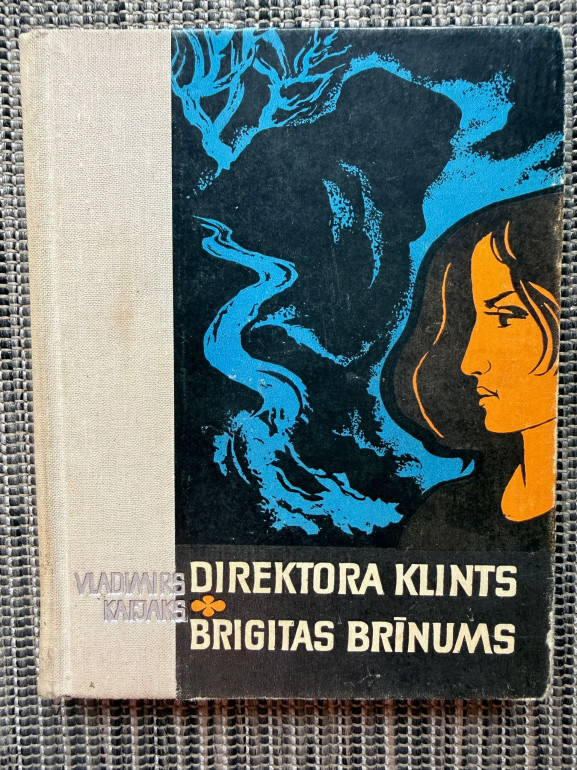 VLADIMIRS
KAIJAKS
DIREKTORA KLINTS
BRIGITAS BRĪNUMS